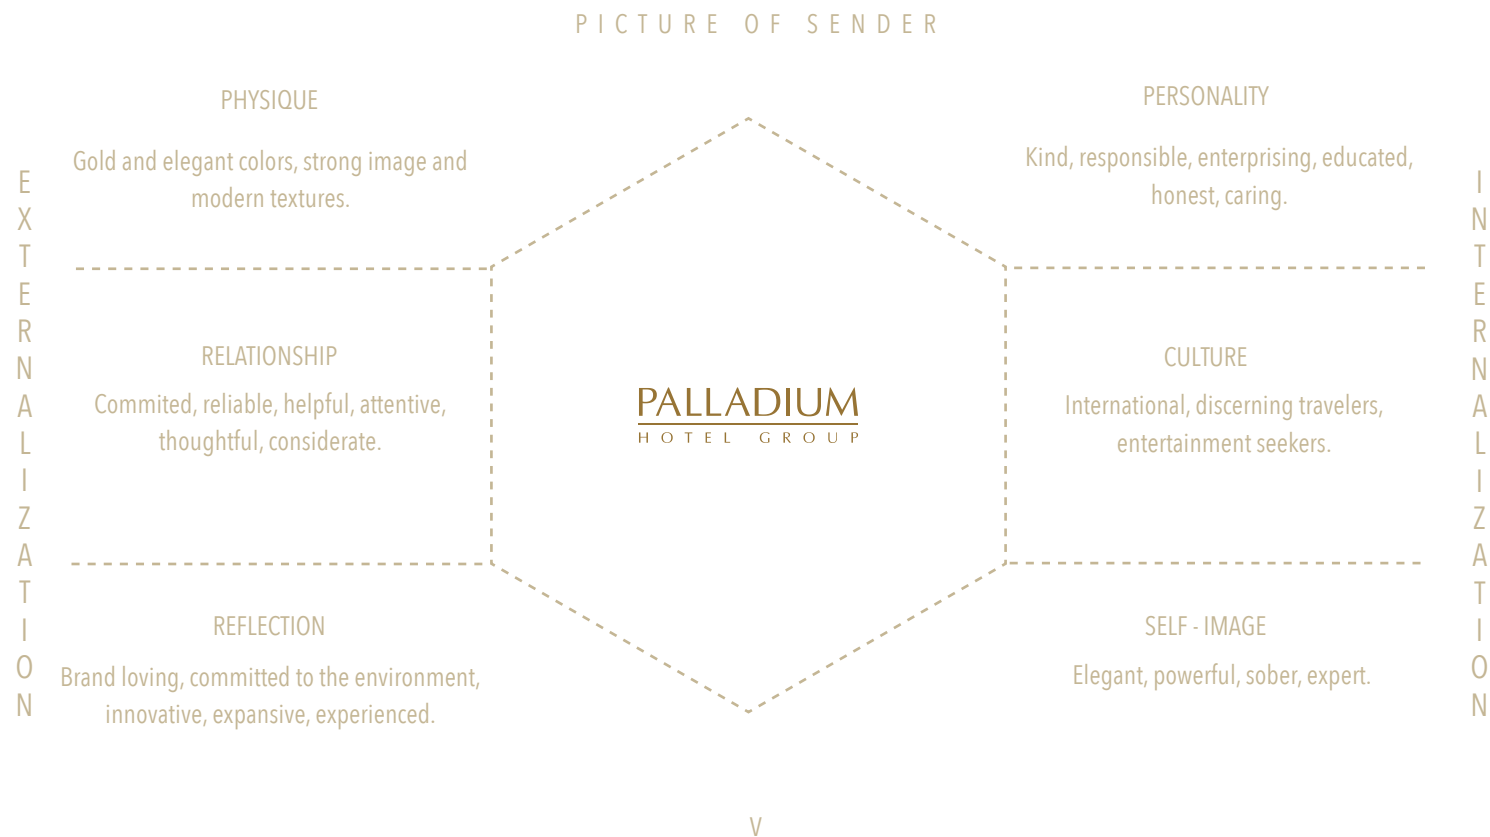 PICTURE OF SENDER
PHYSIQUE
Gold and elegant colors, strong image and
modern textures.
PERSONALITY
Kind, responsible, enterprising, educated,
honest, caring.
EXTERNALIZATION
RELATIONSHIP
Commited, reliable, helpful, attentive,
thoughtful, considerate.
PALLADIUM
HOTEL GROUP
CULTURE
International, discerning travelers,
entertainment seekers.
INTERNALIZATION
REFLECTION
Brand loving, committed to the environment,
innovative, expansive, experienced.
SELF - IMAGE
Elegant, powerful, sober, expert.
V